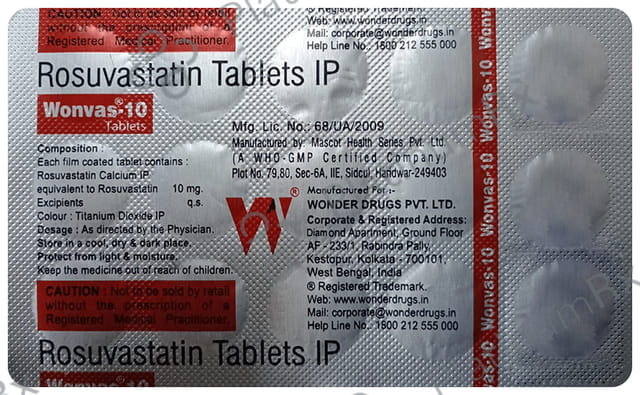 CAUTION : Not to be sold by retail
without the prescription of a
Registered Medical Practitioner.
® Registered Trademark.
Web: www.wonderdrugs.in
Mail: corporate@wonderdrugs.in
Help Line No.: 1800 212 555 000
Rosuvastatin Tablets IP
Wonvas®-10
Tablets
Composition :
Each film coated tablet contains :
Rosuvastatin Calcium IP
equivalent to Rosuvastatin 10 mg.
Excipients q.s.
Colour : Titanium Dioxide IP
Dosage : As directed by the Physician.
Store in a cool, dry & dark place.
Protect from light & moisture.
Keep the medicine out of reach of children.
CAUTION : Not to be sold by retail
without the prescription of a
Registered Medical Practitioner.
Mfg. Lic. No.: 68/UA/2009
Manufactured by: Mascot Health Series Pvt. Ltd.
(A WHO-GMP Certified Company)
Plot No. 79,80, Sec-6A, IIE, Sidcul, Haridwar-249403
W®
Manufactured For :-
WONDER DRUGS PVT. LTD.
Corporate & Registered Address:
Diamond Apartment, Ground Floor
AF - 233/1, Rabindra Pally,
Kestopur, Kolkata - 700101,
West Bengal, India
® Registered Trademark.
Web: www.wonderdrugs.in
Mail: corporate@wonderdrugs.in
Help Line No.: 1800 212 555 000
Rosuvastatin Tablets IP
Wonvas®-10
Wonvas-10
Wonvas-10
Wonvas-10
Wonvas-10